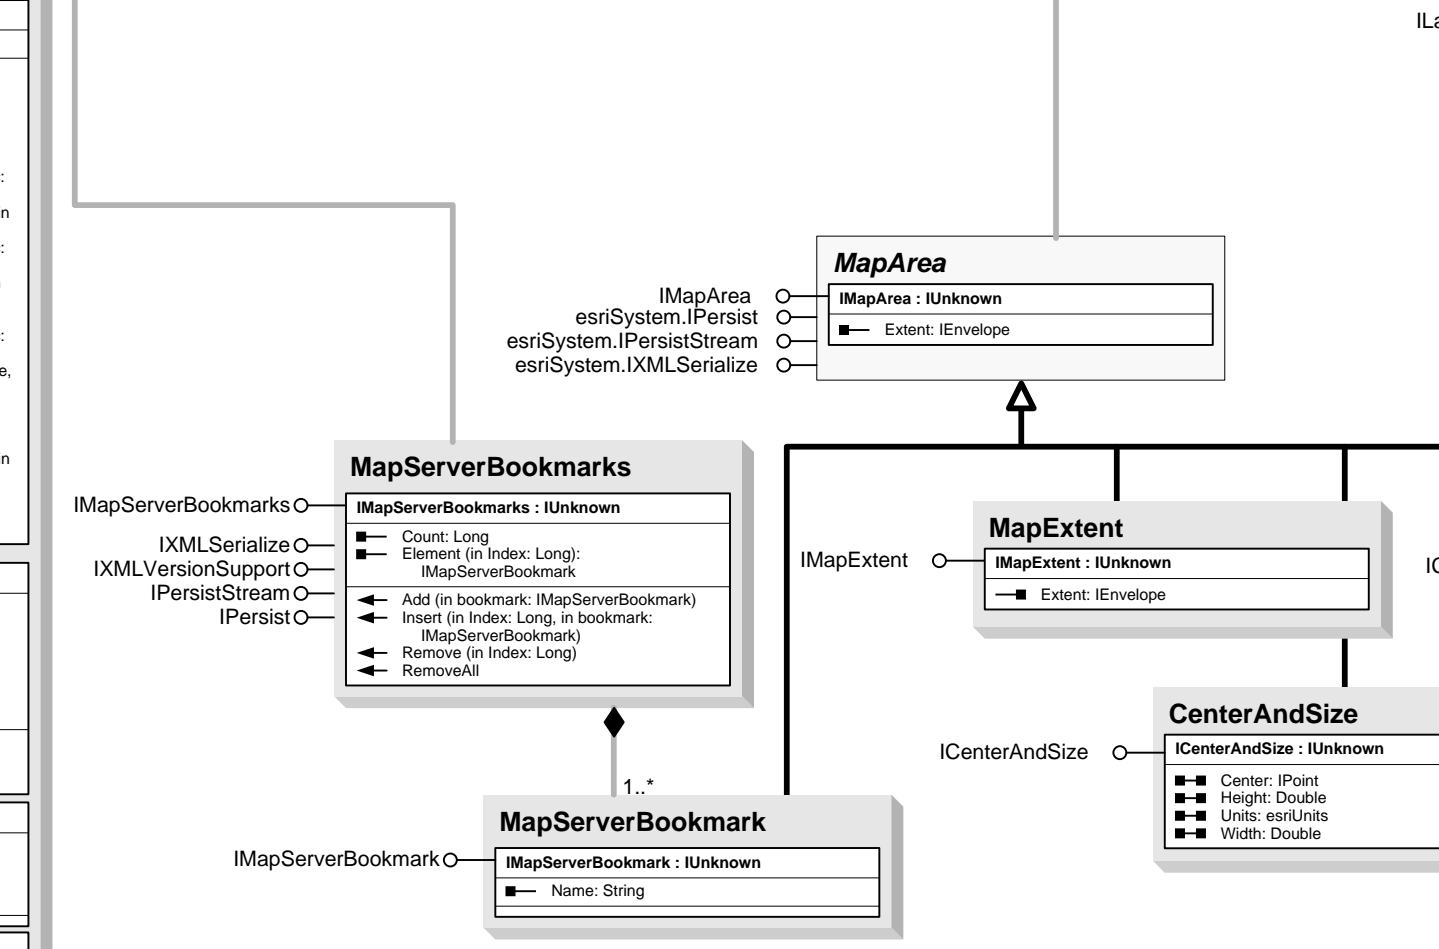 MapArea
IMapArea
esriSystem.IPersist
esriSystem.IPersistStream
esriSystem.IXMLSerialize
IMapArea : IUnknown
Extent: IEnvelope
MapServerBookmarks
IMapServerBookmarks
IXMLSerialize
IXMLVersionSupport
IPersistStream
IPersist
IMapServerBookmarks : IUnknown
Count: Long
Element (in Index: Long):
IMapServerBookmark
Add (in bookmark: IMapServerBookmark)
Insert (in Index: Long, in bookmark:
IMapServerBookmark)
Remove (in Index: Long)
RemoveAll
MapExtent
IMapExtent
IMapExtent : IUnknown
Extent: IEnvelope
CenterAndSize
ICenterAndSize
ICenterAndSize : IUnknown
Center: IPoint
Height: Double
Units: esriUnits
Width: Double
1..*
MapServerBookmark
IMapServerBookmark
IMapServerBookmark : IUnknown
Name: String